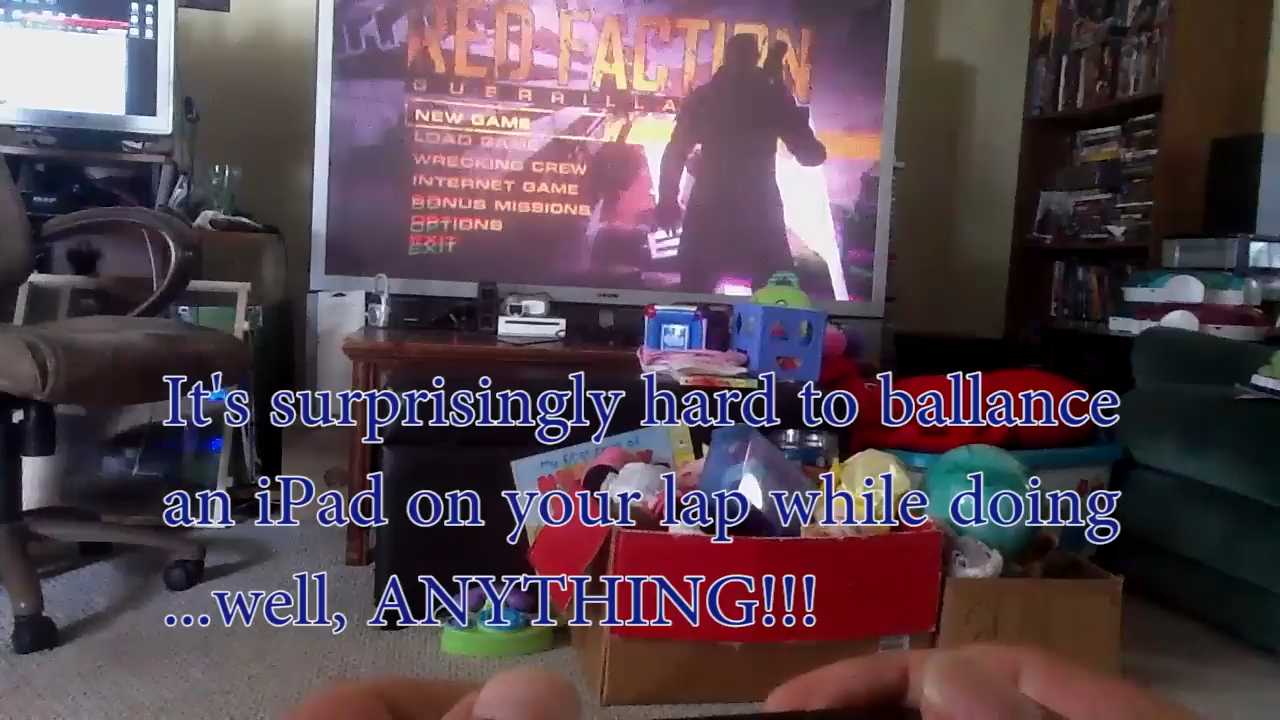 RED FACTION
GUERRILLA
NEW GAME
LOAD GAME
WRECKING CREW
INTERNET GAME
BONUS MISSIONS
OPTIONS
EXIT
It's surprisingly hard to ballance
an iPad on your lap while doing
...well, ANYTHING!!!